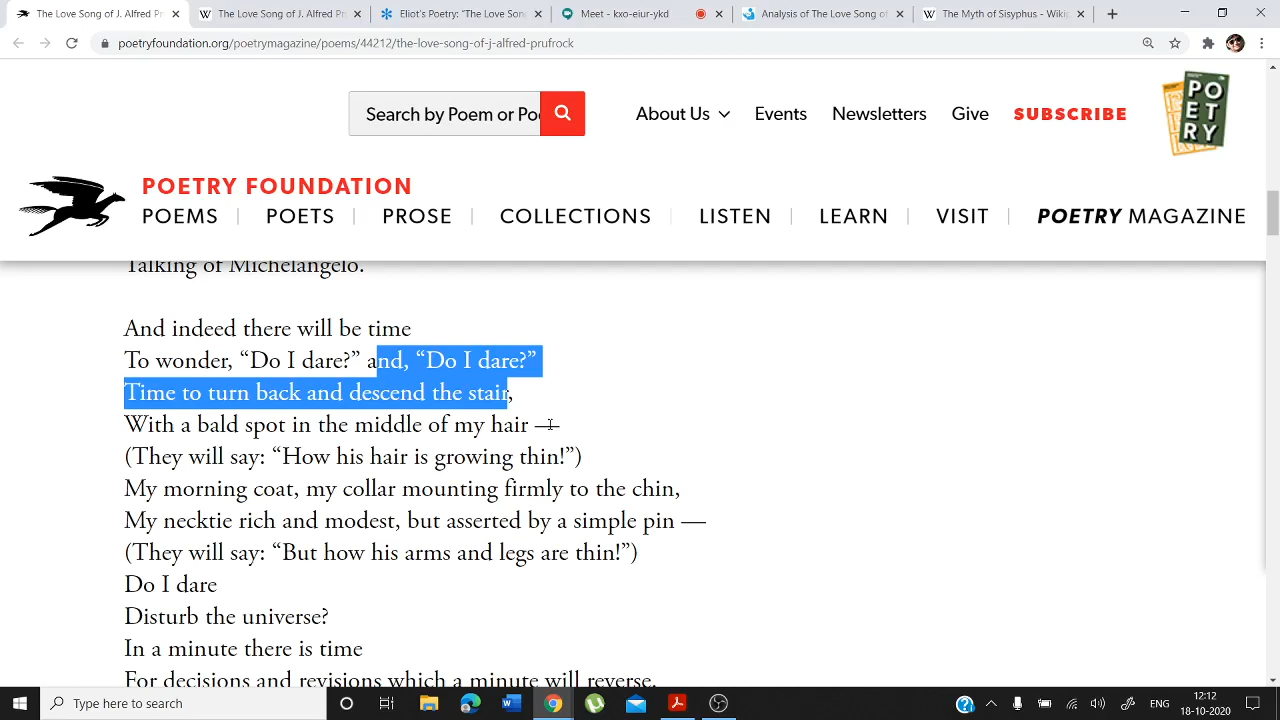 The Love Song of J. Alfred P
The Love Song of J. Alfred Pr
Eliot's Poetry: "The Love Song
Meet - kxo-eiur-ykd
Analysis of The Love Song of
The Myth of Sisyphus - Wikip
poetryfoundation.org/poetrymagazine/poems/44212/the-love-song-of-j-alfred-prufrock
Search by Poem or Poe
About Us
Events
Newsletters
Give
SUBSCRIBE
PO
ET
RY
POETRY FOUNDATION
POEMS
POETS
PROSE
COLLECTIONS
LISTEN
LEARN
VISIT
POETRY MAGAZINE
Talking of Michelangelo.
And indeed there will be time
To wonder, “Do I dare?” and, “Do I dare?”
Time to turn back and descend the stair,
With a bald spot in the middle of my hair —
(They will say: “How his hair is growing thin!”)
My morning coat, my collar mounting firmly to the chin,
My necktie rich and modest, but asserted by a simple pin —
(They will say: “But how his arms and legs are thin!”)
Do I dare
Disturb the universe?
In a minute there is time
For decisions and revisions which a minute will reverse.
Type here to search
ENG
12:12
18-10-2020